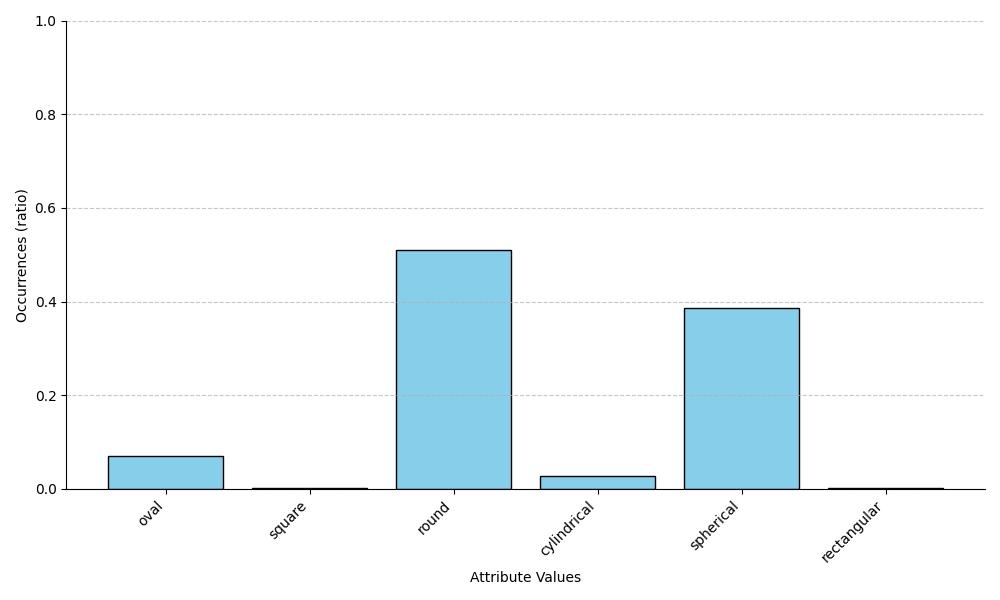 1.0
0.8
0.6
0.4
0.2
0.0
Occurrences (ratio)
oval
square
round
cylindrical
spherical
rectangular
Attribute Values